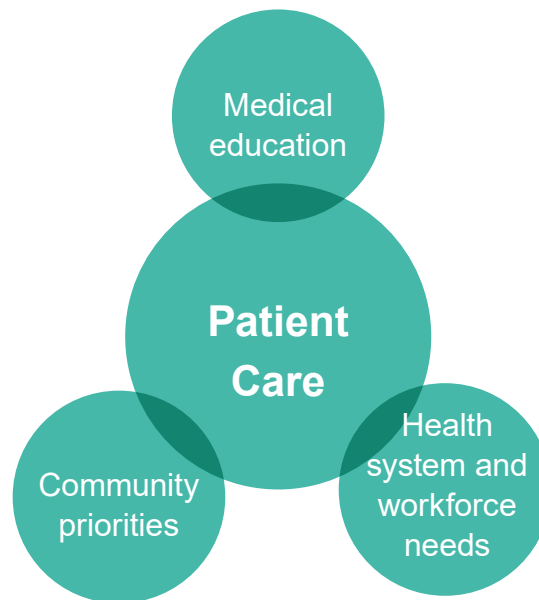 Medical
education
Patient
Care
Community
priorities
Health
system and
workforce
needs